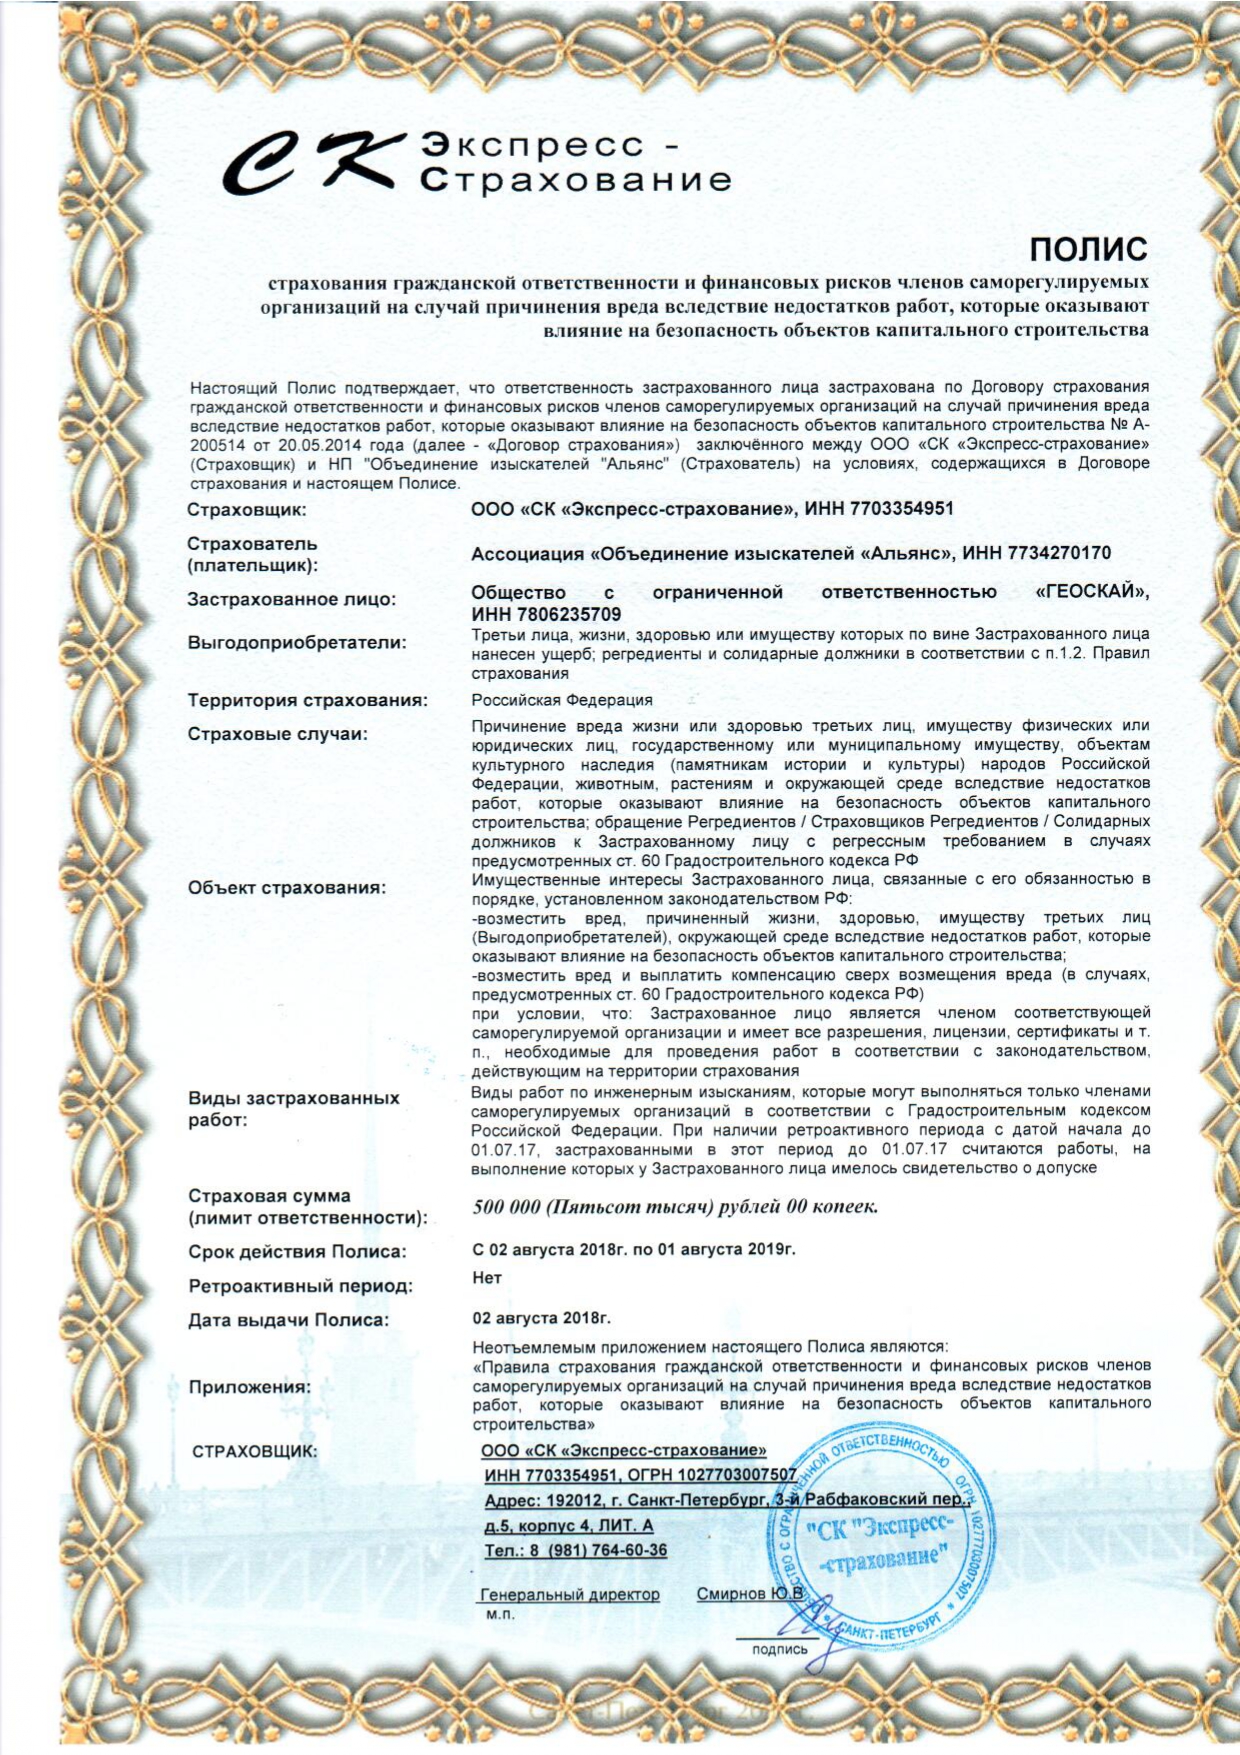 СК Экспресс -
Страхование
ПОЛИС
страхования гражданской ответственности и финансовых рисков членов саморегулируемых
организаций на случай причинения вреда вследствие недостатков работ, которые оказывают
влияние на безопасность объектов капитального строительства
Настоящий Полис подтверждает, что ответственность застрахованного лица застрахована по Договору страхования
гражданской ответственности и финансовых рисков членов саморегулируемых организаций на случай причинения вреда
вследствие недостатков работ, которые оказывают влияние на безопасность объектов капитального строительства № А-
200514 от 20.05.2014 года (далее - «Договор страхования») заключённого между ООО «СК «Экспресс-страхование»
(Страховщик) и НП "Объединение изыскателей "Альянс" (Страхователь) на условиях, содержащихся в Договоре
страхования и настоящем Полисе.
Страховщик:
ООО «СК «Экспресс-страхование», ИНН 7703354951
Страхователь
(плательщик):
Ассоциация «Объединение изыскателей «Альянс», ИНН 7734270170
Застрахованное лицо:
Общество с ограниченной ответственностью «ГЕОСКАЙ»,
ИНН 7806235709
Выгодоприобретатели:
Третьи лица, жизни, здоровью или имуществу которых по вине Застрахованного лица
нанесен ущерб; регредиенты и солидарные должники в соответствии с п.1.2. Правил
страхования
Территория страхования:
Российская Федерация
Страховые случаи:
Причинение вреда жизни или здоровью третьих лиц, имуществу физических или
юридических лиц, государственному или муниципальному имуществу, объектам
культурного наследия (памятникам истории и культуры) народов Российской
Федерации, животным, растениям и окружающей среде вследствие недостатков
работ, которые оказывают влияние на безопасность объектов капитального
строительства; обращение Регредиентов / Страховщиков Регредиентов / Солидарных
должников к Застрахованному лицу с регрессным требованием в случаях
предусмотренных ст. 60 Градостроительного кодекса РФ
Объект страхования:
Имущественные интересы Застрахованного лица, связанные с его обязанностью в
порядке, установленном законодательством РФ:
-возместить вред, причиненный жизни, здоровью, имуществу третьих лиц
(Выгодоприобретателей), окружающей среде вследствие недостатков работ, которые
оказывают влияние на безопасность объектов капитального строительства;
-возместить вред и выплатить компенсацию сверх возмещения вреда (в случаях,
предусмотренных ст. 60 Градостроительного кодекса РФ)
при условии, что: Застрахованное лицо является членом соответствующей
саморегулируемой организации и имеет все разрешения, лицензии, сертификаты и т.
п., необходимые для проведения работ в соответствии с законодательством,
действующим на территории страхования
Виды застрахованных
работ:
Виды работ по инженерным изысканиям, которые могут выполняться только членами
саморегулируемых организаций в соответствии с Градостроительным кодексом
Российской Федерации. При наличии ретроактивного периода с датой начала до
01.07.17, застрахованными в этот период до 01.07.17 считаются работы, на
выполнение которых у Застрахованного лица имелось свидетельство о допуске
Страховая сумма
(лимит ответственности):
500 000 (Пятьсот тысяч) рублей 00 копеек.
Срок действия Полиса:
С 02 августа 2018г. по 01 августа 2019г.
Ретроактивный период:
Нет
Дата выдачи Полиса:
02 августа 2018г.
Приложения:
Неотъемлемым приложением настоящего Полиса являются:
«Правила страхования гражданской ответственности и финансовых рисков членов
саморегулируемых организаций на случай причинения вреда вследствие недостатков
работ, которые оказывают влияние на безопасность объектов капитального
строительства»
СТРАХОВЩИК:
ООО «СК «Экспресс-страхование»
ИНН 7703354951, ОГРН 1027703007507
Адрес: 192012, г. Санкт-Петербург, 3-й Рабфаковский пер.,
д.5, корпус 4, ЛИТ. А
Тел.: 8 (981) 764-60-36
Генеральный директор Смирнов Ю.В.
м.п.
подпись
ОБЩЕСТВО С ОГРАНИЧЕННОЙ ОТВЕТСТВЕННОСТЬЮ ОГРН 1027703007507
* САНКТ-ПЕТЕРБУРГ *
"СК "Экспресс-
-страхование"